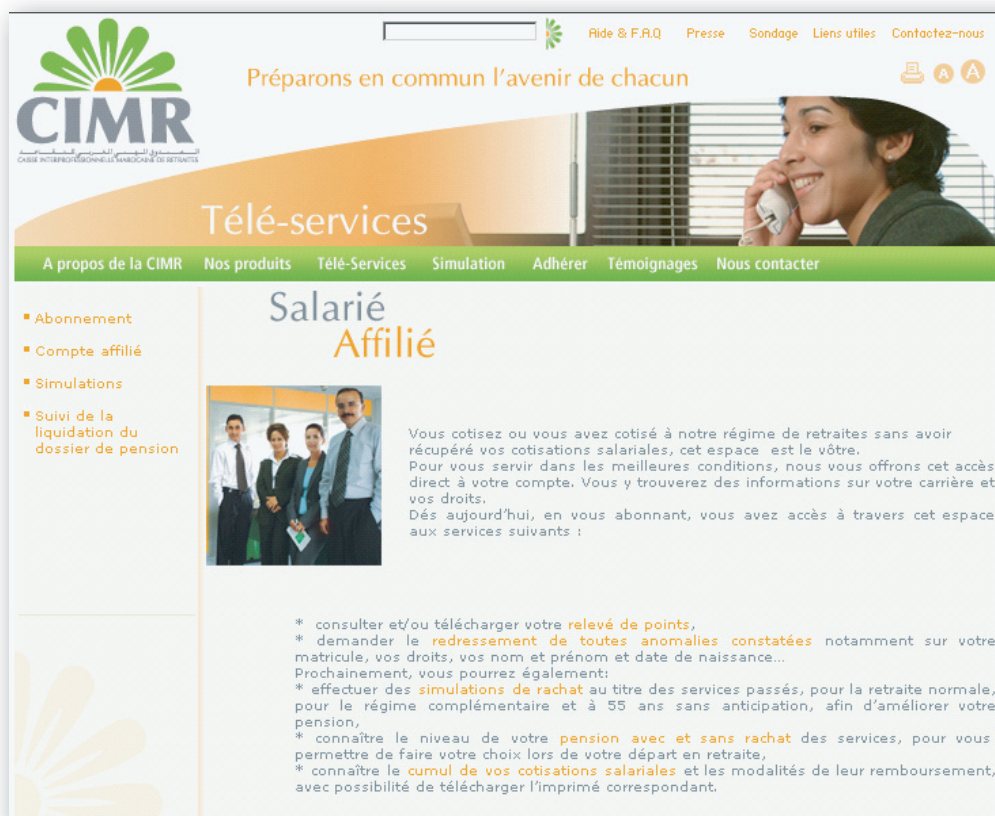 Aide & F.A.Q Presse Sondage Liens utiles Contactez-nous
Préparons en commun l'avenir de chacun
A A
CIMR
الصندوق المهني المغربي للتقاعد
CAISSE INTERPROFESSIONNELLE MAROCAINE DE RETRAITES
Télé-services
A propos de la CIMR Nos produits Télé-Services Simulation Adhérer Témoignages Nous contacter
Abonnement
Compte affilié
Simulations
Suivi de la
liquidation du
dossier de pension
Salarié
Affilié
Vous cotisez ou vous avez cotisé à notre régime de retraites sans avoir
récupéré vos cotisations salariales, cet espace est le vôtre.
Pour vous servir dans les meilleures conditions, nous vous offrons cet accès
direct à votre compte. Vous y trouverez des informations sur votre carrière et
vos droits.
Dés aujourd'hui, en vous abonnant, vous avez accès à travers cet espace
aux services suivants :
* consulter et/ou télécharger votre relevé de points,
* demander le redressement de toutes anomalies constatées notamment sur votre
matricule, vos droits, vos nom et prénom et date de naissance...
Prochainement, vous pourrez également:
* effectuer des simulations de rachat au titre des services passés, pour la retraite normale,
pour le régime complémentaire et à 55 ans sans anticipation, afin d'améliorer votre
pension,
* connaître le niveau de votre pension avec et sans rachat des services, pour vous
permettre de faire votre choix lors de votre départ en retraite,
* connaître le cumul de vos cotisations salariales et les modalités de leur remboursement,
avec possibilité de télécharger l'imprimé correspondant.